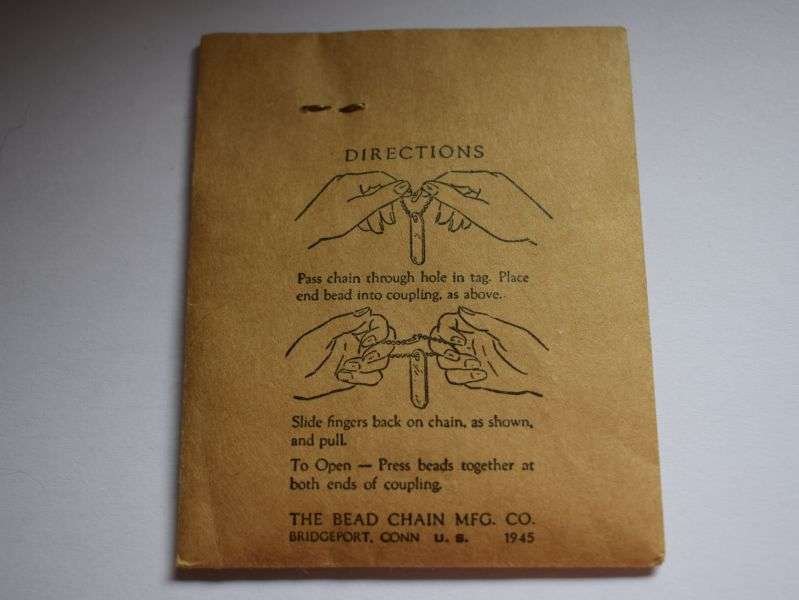 DIRECTIONS
Pass chain through hole in tag. Place
end bead into coupling, as above.
Slide fingers back on chain, as shown,
and pull.
To Open — Press beads together at
both ends of coupling.
THE BEAD CHAIN MFG. CO.
BRIDGEPORT, CONN U. S. 1945